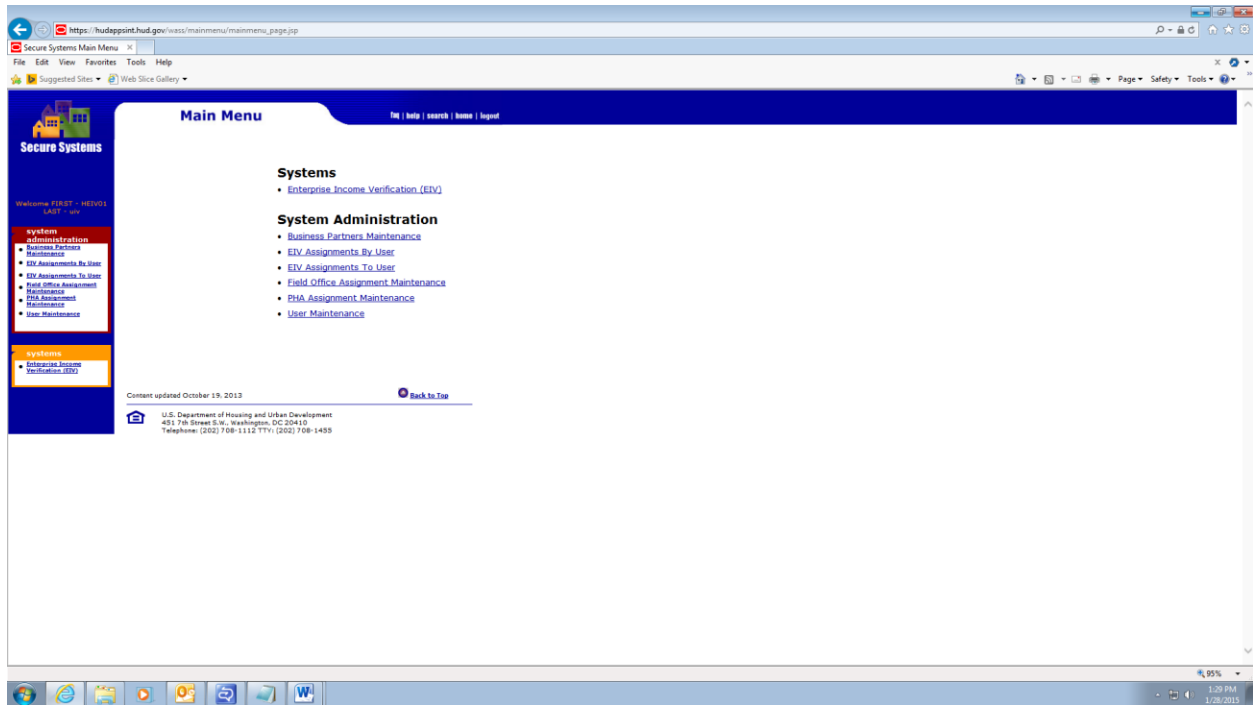 https://hudappsint.hud.gov/wass/mainmenu/mainmenu_page.jsp
Secure Systems Main Menu
File Edit View Favorites Tools Help
Suggested Sites Web Slice Gallery
Page Safety Tools
Secure Systems
Main Menu
faq | help | search | home | logout
Welcome FIRST - HEIV01
LAST - uiv
system
administration
Business Partners
Maintenance
EIV Assignments By User
EIV Assignments To User
Field Office Assignment
Maintenance
PHA Assignment
Maintenance
User Maintenance
systems
Enterprise Income
Verification (EIV)
Systems
• Enterprise Income Verification (EIV)
System Administration
• Business Partners Maintenance
• EIV Assignments By User
• EIV Assignments To User
• Field Office Assignment Maintenance
• PHA Assignment Maintenance
• User Maintenance
Content updated October 19, 2013
Back to Top
U.S. Department of Housing and Urban Development
451 7th Street S.W., Washington, DC 20410
Telephone: (202) 708-1112 TTY: (202) 708-1455
95%
1:29 PM
1/28/2015